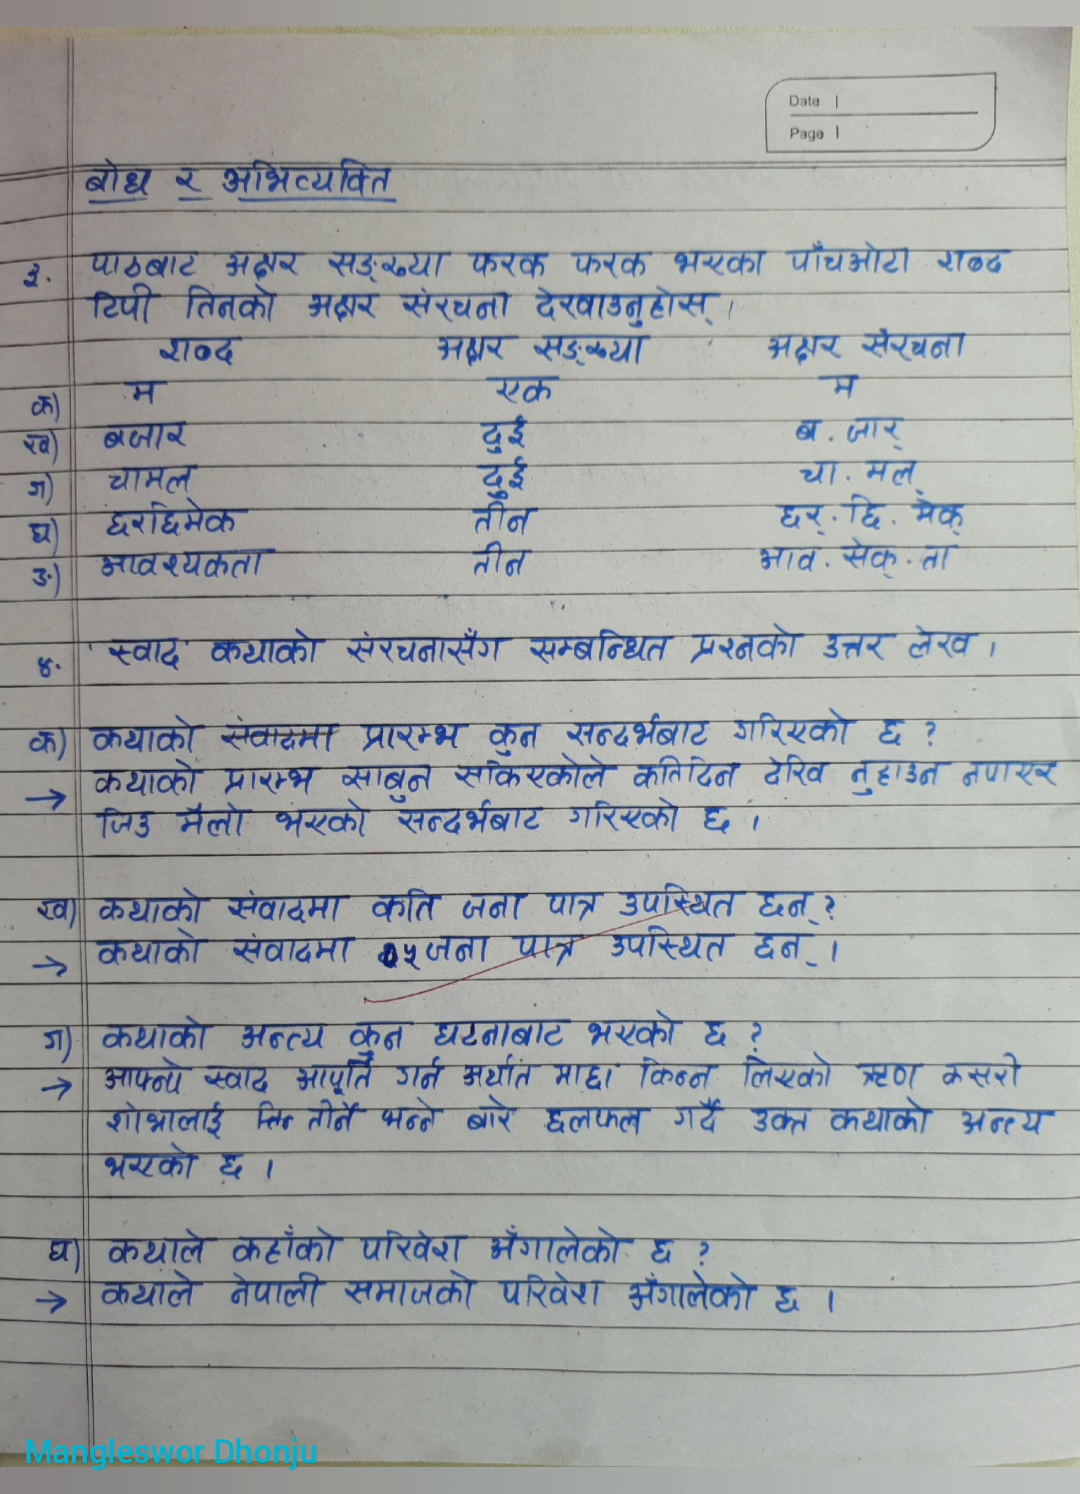 Date
Page
बोध र अभिव्यक्ति
३. पाठबाट अक्षर सङ्ख्या फरक फरक भएका पाँचओटा शब्द
टिपी तिनको अक्षर संरचना देखाउनुहोस् ।
शब्द अक्षर सङ्ख्या अक्षर संरचना
क) म एक म
ख) बजार दुई ब . जार्
ग) चामल दुई चा . मल्
घ) छरछिमेक तीन छर् . छि . मेक्
ङ) आवश्यकता तीन आव . सेक् . ता
४. 'स्वाद' कथाको संरचनासँग सम्बन्धित प्रश्नको उत्तर लेख ।
क) कथाको संवादमा प्रारम्भ कुन सन्दर्भबाट गरिएको छ ?
→ कथाको प्रारम्भ साबुन सकिएकोले कतिदिन देखि नुहाउन नपाएर
जिउ मैलो भएको सन्दर्भबाट गरिएको छ ।
ख) कथाको संवादमा कति जना पात्र उपस्थित छन् ?
→ कथाको संवादमा ५ जना पात्र उपस्थित छन् ।
ग) कथाको अन्त्य कुन घटनाबाट भएको छ ?
→ आफ्नो स्वाद आपूर्ति गर्न अर्थात माछा किन्न लिएको ऋण कसरी
शोभालाई तीर्ने भन्ने बारे छलफल गर्दै उक्त कथाको अन्त्य
भएको छ ।
घ) कथाले कहाँको परिवेश अँगालेको छ ?
→ कथाले नेपाली समाजको परिवेश अँगालेको छ ।
Mangleswor Dhonju